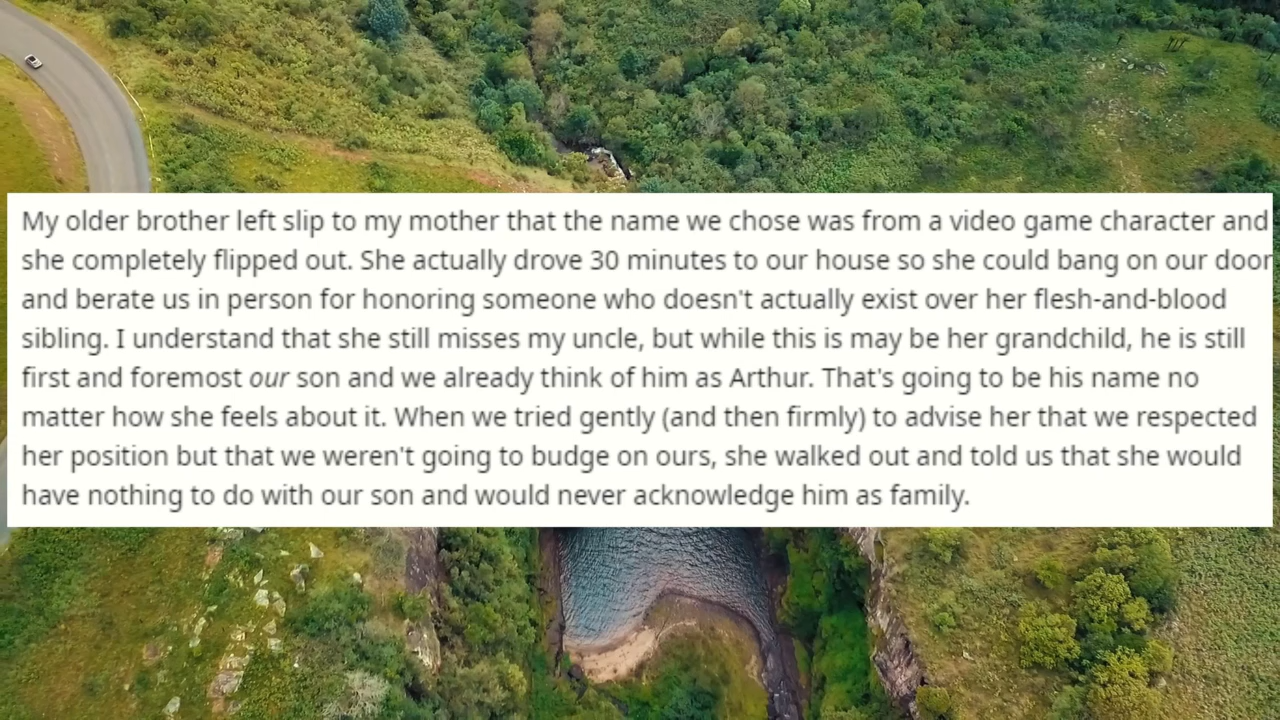 My older brother left slip to my mother that the name we chose was from a video game character and
she completely flipped out. She actually drove 30 minutes to our house so she could bang on our door
and berate us in person for honoring someone who doesn't actually exist over her flesh-and-blood
sibling. I understand that she still misses my uncle, but while this is may be her grandchild, he is still
first and foremost our son and we already think of him as Arthur. That's going to be his name no
matter how she feels about it. When we tried gently (and then firmly) to advise her that we respected
her position but that we weren't going to budge on ours, she walked out and told us that she would
have nothing to do with our son and would never acknowledge him as family.